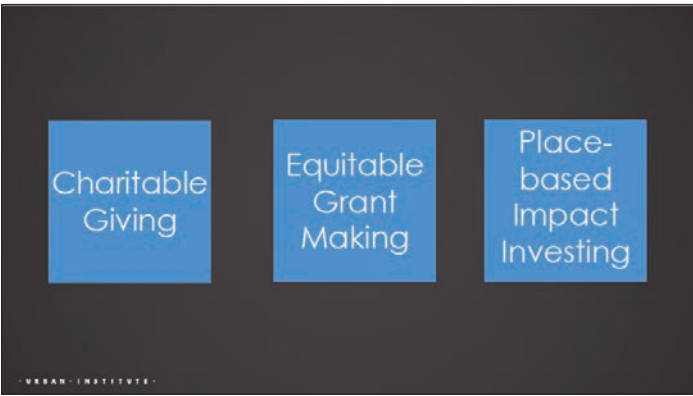 Charitable
Giving
Equitable
Grant
Making
Place-
based
Impact
Investing
· URBAN · INSTITUTE ·